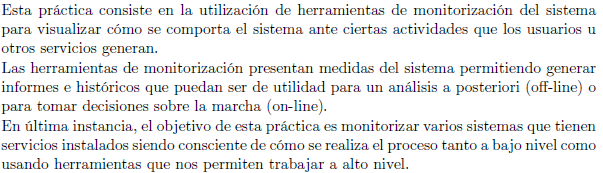 Esta práctica consiste en la utilización de herramientas de monitorización del sistema
para visualizar cómo se comporta el sistema ante ciertas actividades que los usuarios u
otros servicios generan.
Las herramientas de monitorización presentan medidas del sistema permitiendo generar
informes e históricos que puedan ser de utilidad para un análisis a posteriori (off-line) o
para tomar decisiones sobre la marcha (on-line).
En última instancia, el objetivo de esta práctica es monitorizar varios sistemas que tienen
servicios instalados siendo consciente de cómo se realiza el proceso tanto a bajo nivel como
usando herramientas que nos permiten trabajar a alto nivel.